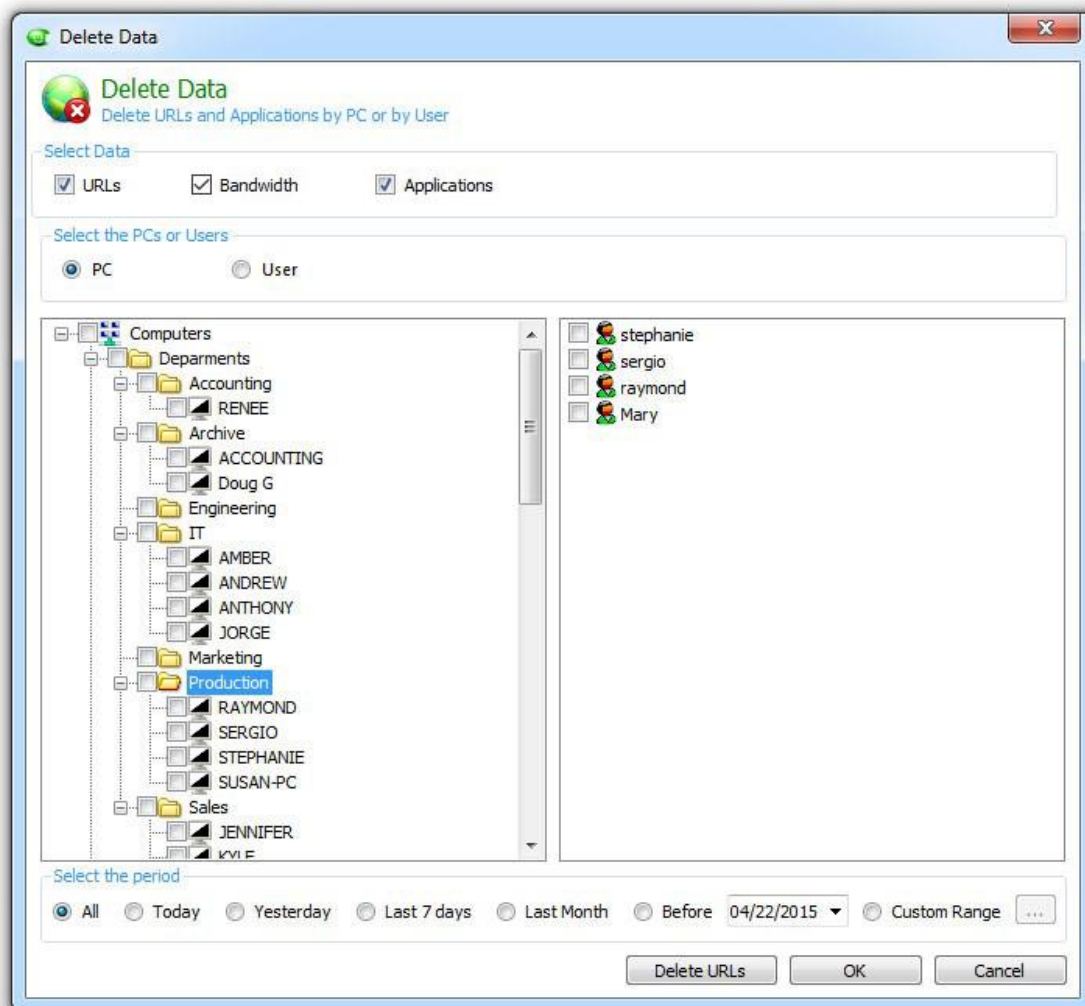 Delete Data
Delete Data
Delete URLs and Applications by PC or by User
Select Data
URLs Bandwidth Applications
Select the PCs or Users
PC User
Computers
Deparments
Accounting
RENEE
Archive
ACCOUNTING
Doug G
Engineering
IT
AMBER
ANDREW
ANTHONY
JORGE
Marketing
Production
RAYMOND
SERGIO
STEPHANIE
SUSAN-PC
Sales
JENNIFER
KYLE
stephanie
sergio
raymond
Mary
Select the period
All Today Yesterday Last 7 days Last Month Before 04/22/2015 Custom Range ...
Delete URLs OK Cancel